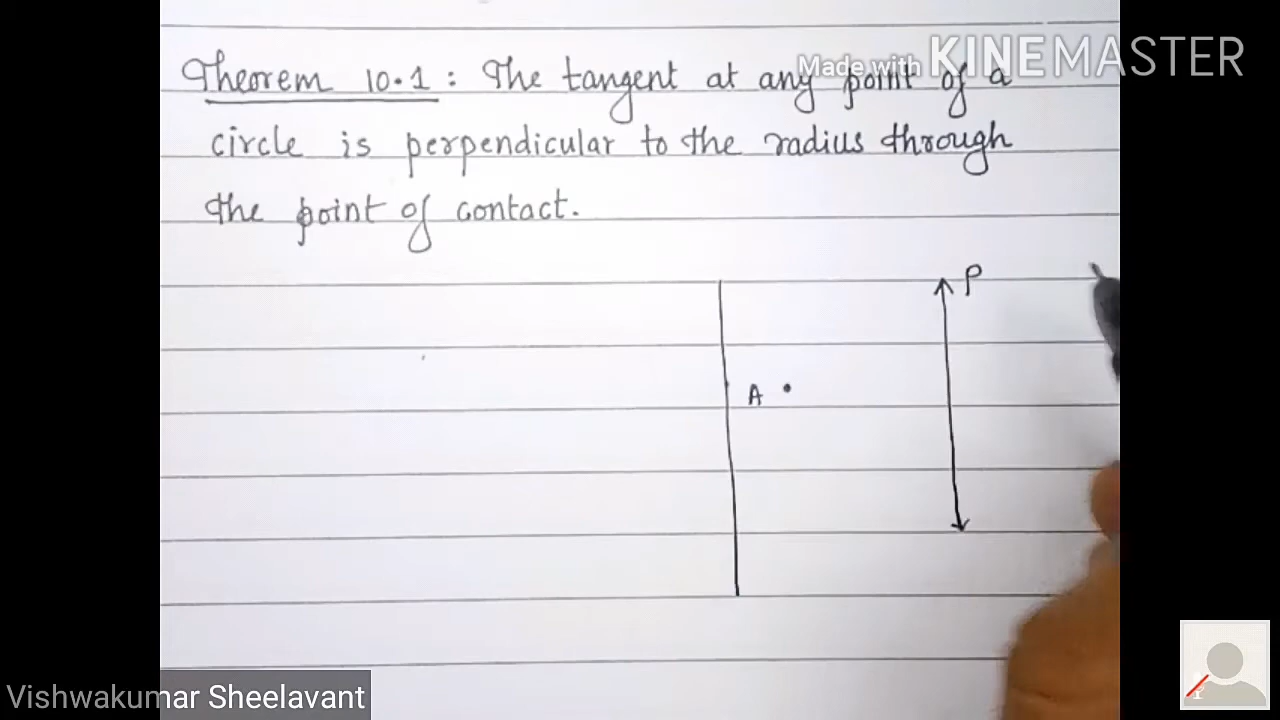 Made with KINEMASTER
Theorem 10.1 : The tangent at any point of a
circle is perpendicular to the radius through
the point of contact.
P
A
Vishwakumar Sheelavant